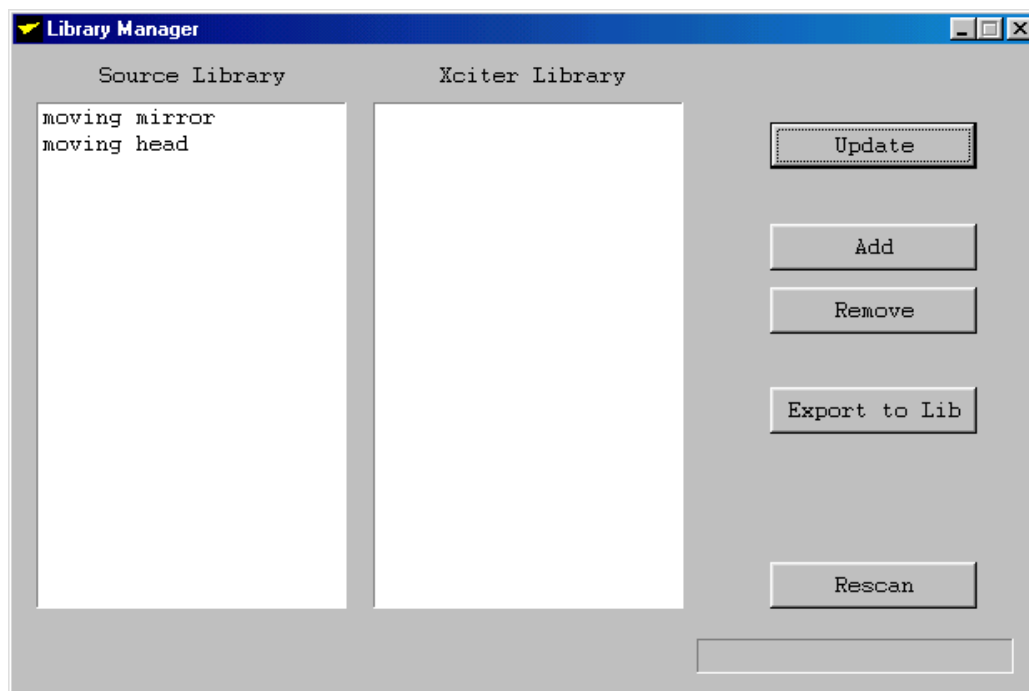 Library Manager
Source Library
Xciter Library
moving mirror
moving head
Update
Add
Remove
Export to Lib
Rescan